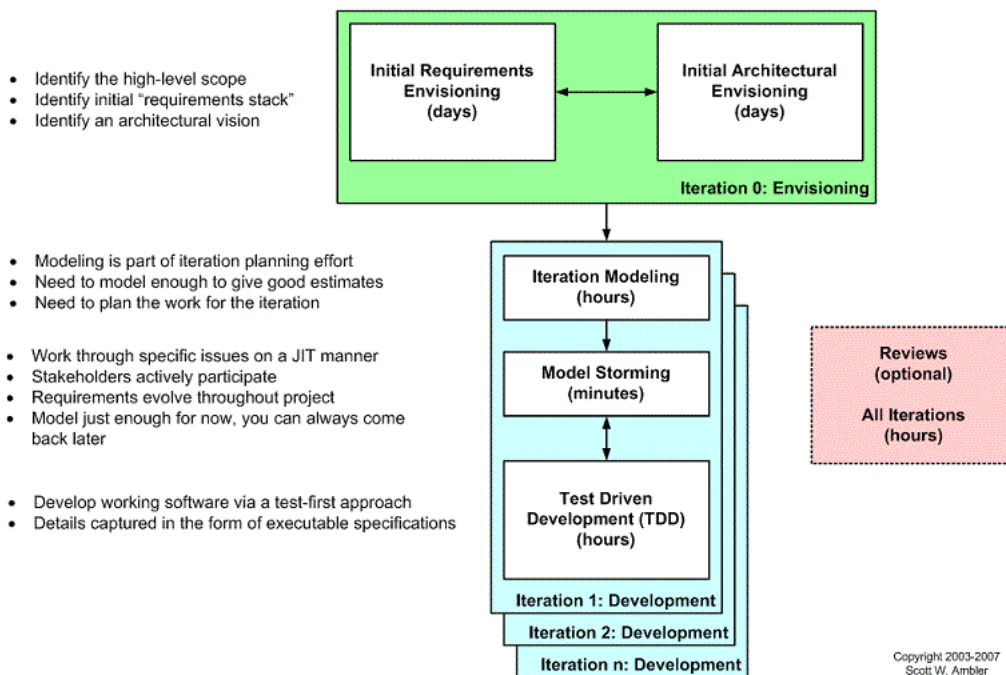 Initial Requirements
Envisioning
(days)
Initial Architectural
Envisioning
(days)
Iteration 0: Envisioning
• Identify the high-level scope
• Identify initial “requirements stack”
• Identify an architectural vision
• Modeling is part of iteration planning effort
• Need to model enough to give good estimates
• Need to plan the work for the iteration
Iteration Modeling
(hours)
• Work through specific issues on a JIT manner
• Stakeholders actively participate
• Requirements evolve throughout project
• Model just enough for now, you can always come
back later
Model Storming
(minutes)
Reviews
(optional)
All Iterations
(hours)
• Develop working software via a test-first approach
• Details captured in the form of executable specifications
Test Driven
Development (TDD)
(hours)
Iteration 1: Development
Iteration 2: Development
Iteration n: Development
Copyright 2003-2007
Scott W. Ambler